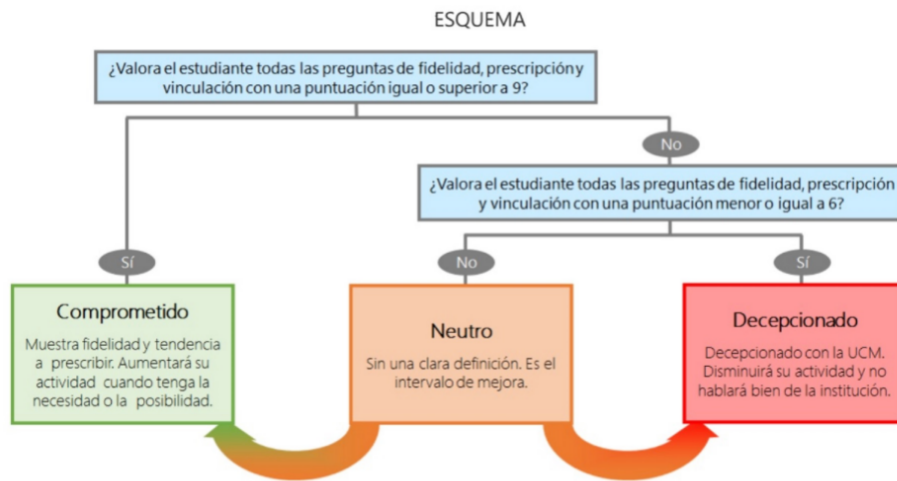 ESQUEMA
¿Valora el estudiante todas las preguntas de fidelidad, prescripción y
vinculación con una puntuación igual o superior a 9?
No
¿Valora el estudiante todas las preguntas de fidelidad, prescripción
y vinculación con una puntuación menor o igual a 6?
Sí
No
Sí
Comprometido
Muestra fidelidad y tendencia
a prescribir. Aumentará su
actividad cuando tenga la
necesidad o la posibilidad.
Neutro
Sin una clara definición. Es el
intervalo de mejora.
Decepcionado
Decepcionado con la UCM.
Disminuirá su actividad y no
hablará bien de la institución.